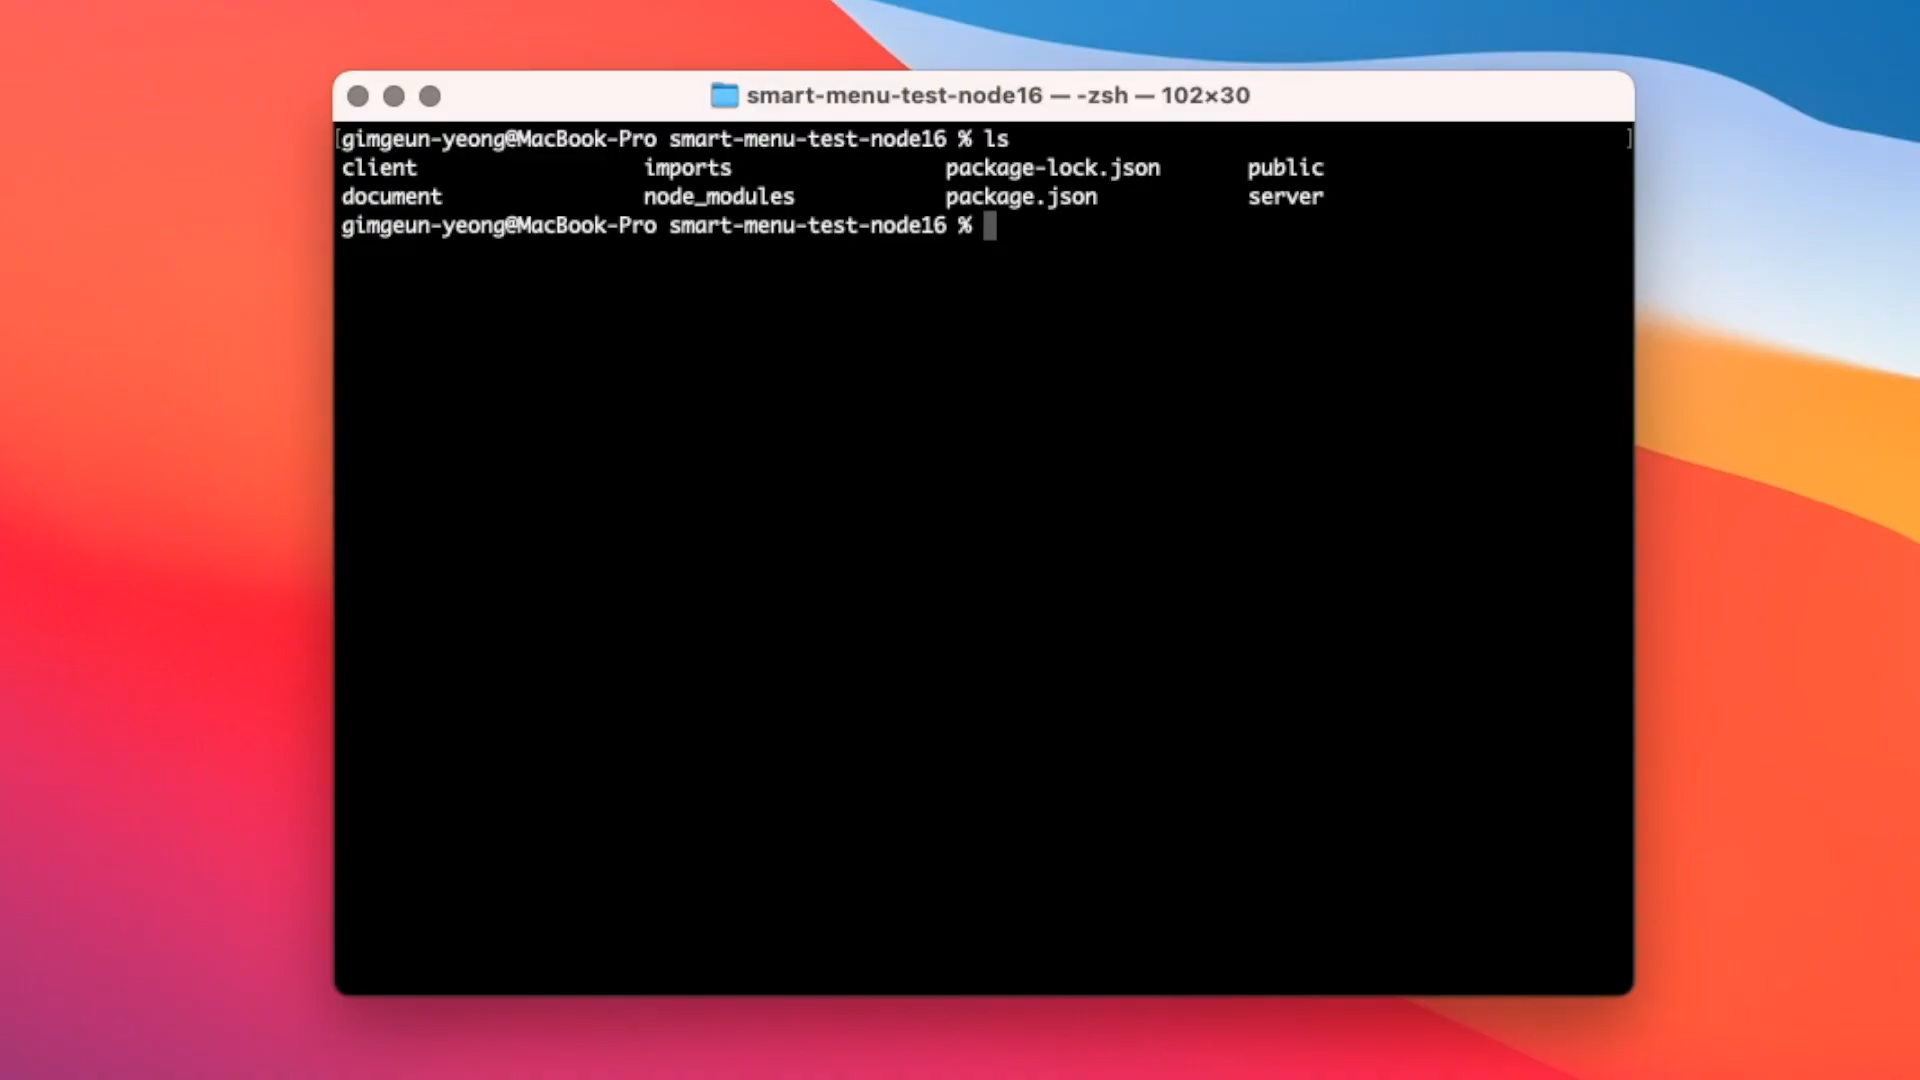 smart-menu-test-node16 — -zsh — 102×30
[gimgeun-yeong@MacBook-Pro smart-menu-test-node16 % ls ]
client imports package-lock.json public
document node_modules package.json server
gimgeun-yeong@MacBook-Pro smart-menu-test-node16 %